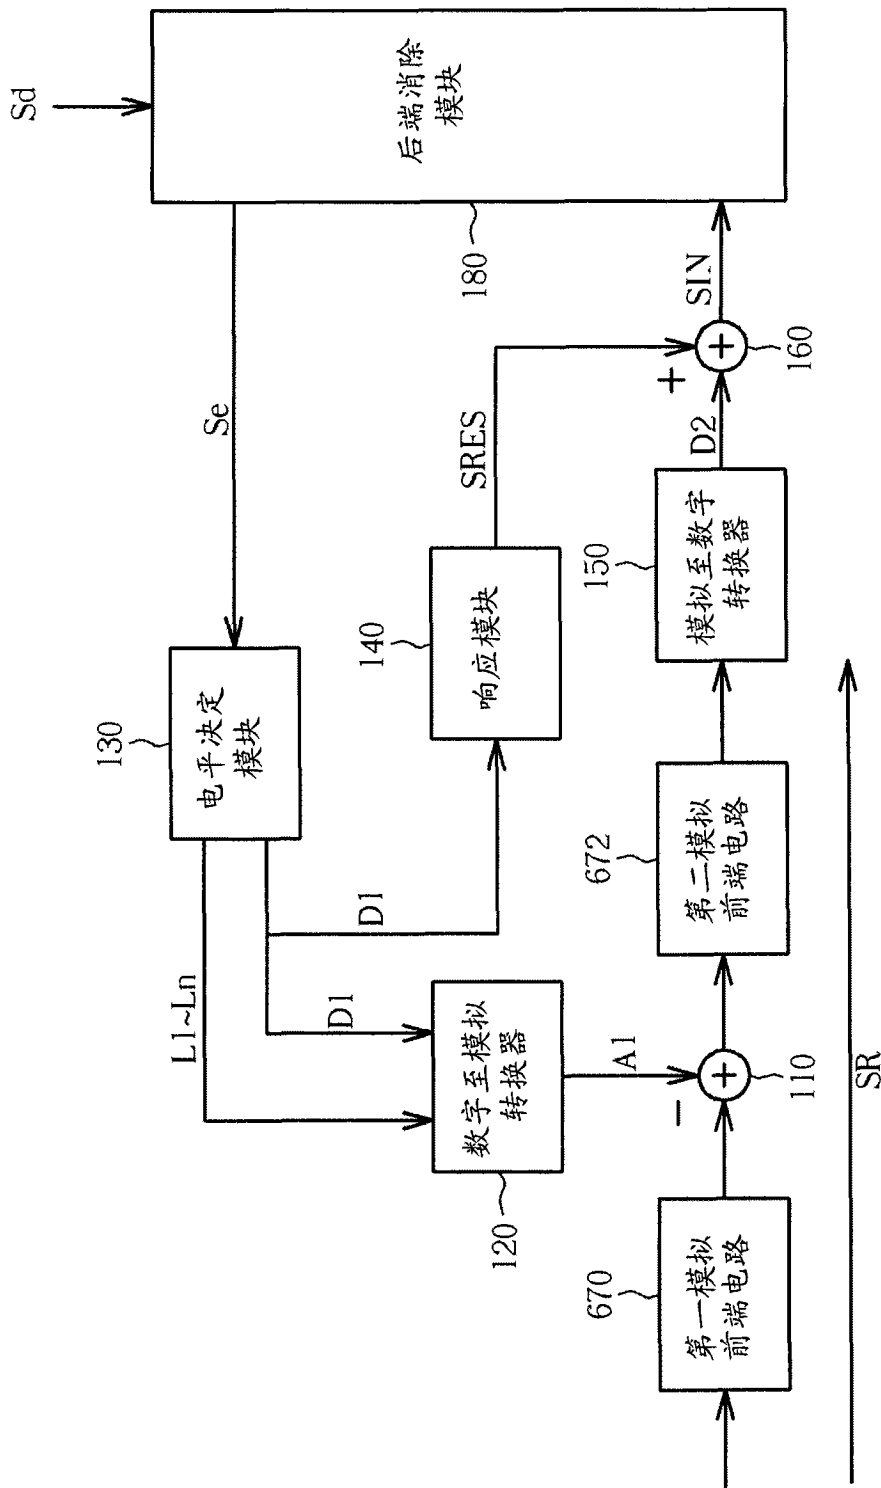 Sd
后端消除
模块
180
Se
SIN
160
SRES
D2
130
电平决定
模块
140
响应模块
150
模拟至数字
转换器
L1~Ln
D1
D1
672
第二模拟
前端电路
120
数字至模拟
转换器
A1
-
+
+
+
110
SR
670
第一模拟
前端电路